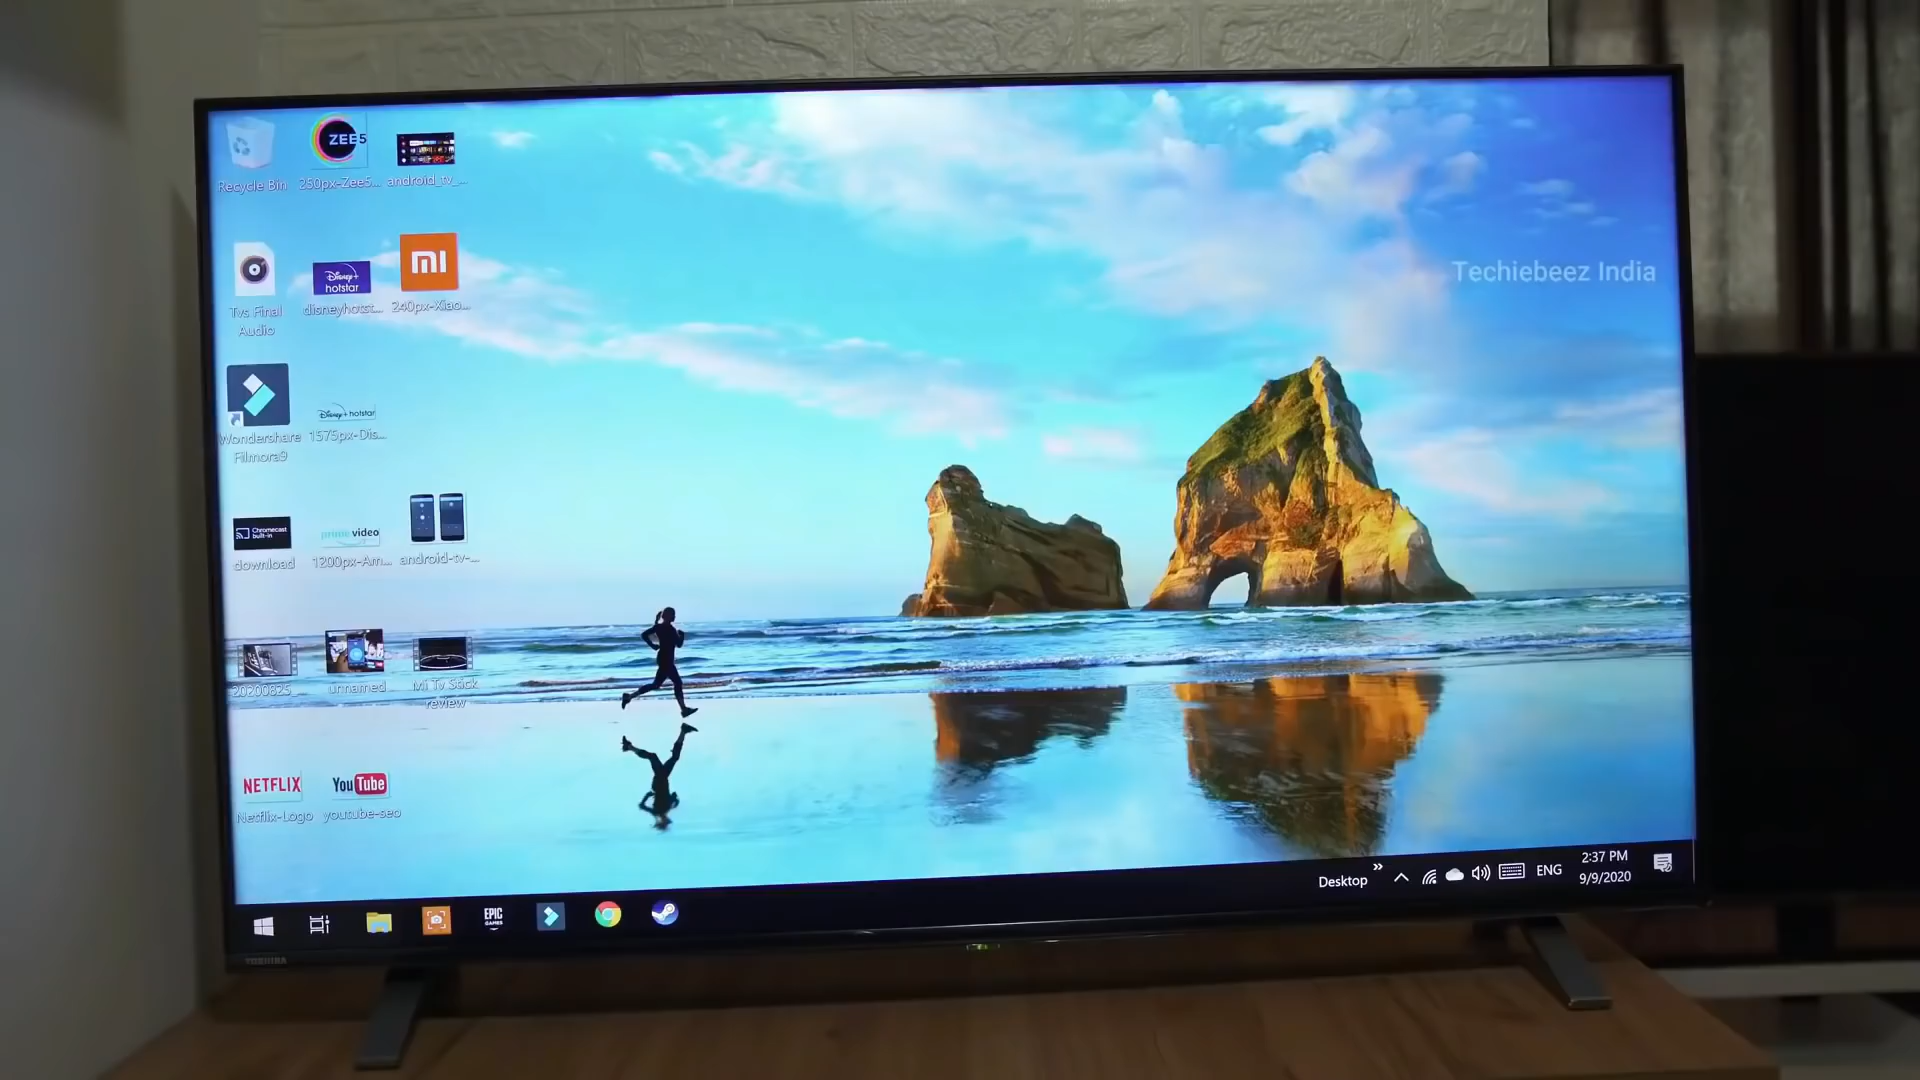 ZEE5
Recycle Bin
250px-Zee5...
android_tv_...
Disney+
hotstar
mi
Tvs Final
Audio
disneyhotst...
240px-Xiao...
Techiebeez India
Disney+ hotstar
Wondershare
Filmora9
1575px-Dis...
Chromecast
built-in
prime video
download
1200px-Am...
android-tv-...
20200825_...
unnamed
Mi Tv Stick
review
NETFLIX
YouTube
Netflix-Logo
youtube-seo
Desktop
ENG
2:37 PM
9/9/2020
EPIC
GAMES
TOSHIBA